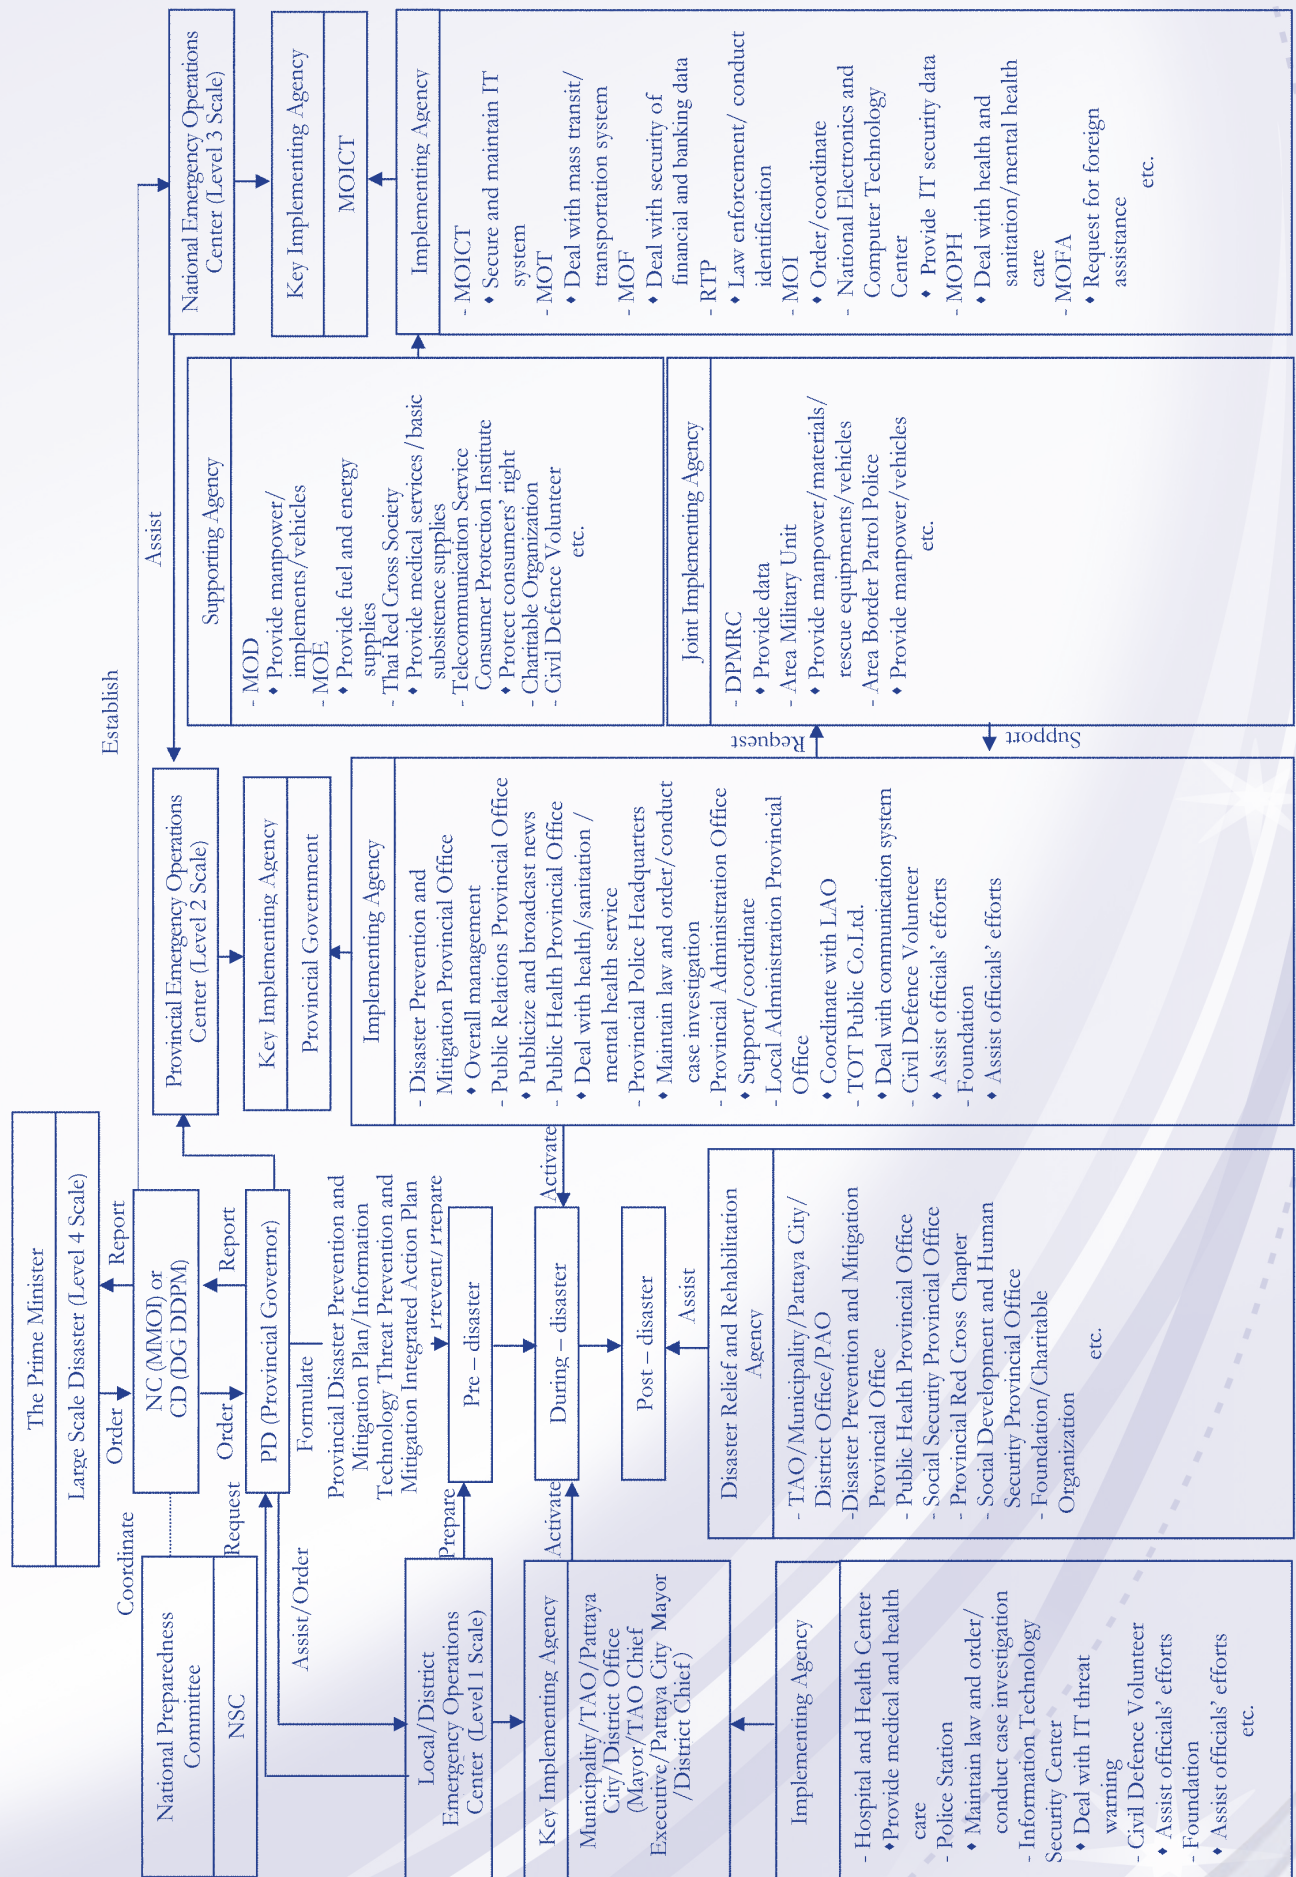 The Prime Minister
Large Scale Disaster (Level 4 Scale)
Order
Report
Coordinate
National Preparedness
Committee
NSC
NC (MMOI) or
CD (DG DDPM)
Establish
Order
Report
Request
Assist/Order
PD (Provincial Governor)
Formulate
Provincial Disaster Prevention and
Mitigation Plan/Information
Technology Threat Prevention and
Mitigation Integrated Action Plan
Prevent/Prepare
Local/District
Emergency Operations
Center (Level 1 Scale)
Prepare
Pre – disaster
Key Implementing Agency
Municipality/TAO/Pattaya
City/District Office
(Mayor/TAO Chief
Executive/Pattaya City Mayor
/District Chief)
Activate
During – disaster
Activate
Post – disaster
Assist
Implementing Agency
- Hospital and Health Center
♦Provide medical and health
care
- Police Station
♦ Maintain law and order/
conduct case investigation
- Information Technology
Security Center
♦ Deal with IT threat
warning
- Civil Defence Volunteer
♦ Assist officials’ efforts
- Foundation
♦ Assist officials’ efforts
etc.
Disaster Relief and Rehabilitation
Agency
- TAO/Municipality/Pattaya City/
District Office/PAO
-Disaster Prevention and Mitigation
Provincial Office
- Public Health Provincial Office
- Social Security Provincial Office
- Provincial Red Cross Chapter
- Social Development and Human
Security Provincial Office
- Foundation/Charitable
Organization
etc.
Provincial Emergency Operations
Center (Level 2 Scale)
Key Implementing Agency
Provincial Government
Implementing Agency
- Disaster Prevention and
Mitigation Provincial Office
♦ Overall management
- Public Relations Provincial Office
♦ Publicize and broadcast news
- Public Health Provincial Office
♦ Deal with health/sanitation /
mental health service
- Provincial Police Headquarters
♦ Maintain law and order/conduct
case investigation
- Provincial Administration Office
♦ Support/coordinate
- Local Administration Provincial
Office
♦ Coordinate with LAO
- TOT Public Co.Ltd.
♦ Deal with communication system
- Civil Defence Volunteer
♦ Assist officials’ efforts
- Foundation
♦ Assist officials’ efforts
Request
Support
Assist
Supporting Agency
- MOD
♦ Provide manpower/
implements/vehicles
- MOE
♦ Provide fuel and energy
supplies
- Thai Red Cross Society
♦ Provide medical services/basic
subsistence supplies
- Telecommunication Service
Consumer Protection Institute
♦ Protect consumers’ right
- Charitable Organization
- Civil Defence Volunteer
etc.
Joint Implementing Agency
- DPMRC
♦ Provide data
- Area Military Unit
♦ Provide manpower/materials/
rescue equipments/vehicles
- Area Border Patrol Police
♦ Provide manpower/vehicles
etc.
National Emergency Operations
Center (Level 3 Scale)
Key Implementing Agency
MOICT
Implementing Agency
- MOICT
♦ Secure and maintain IT
system
- MOT
♦ Deal with mass transit/
transportation system
- MOF
♦ Deal with security of
financial and banking data
- RTP
♦ Law enforcement/ conduct
identification
- MOI
♦ Order/coordinate
- National Electronics and
Computer Technology
Center
♦ Provide IT security data
- MOPH
♦ Deal with health and
sanitation/mental health
care
- MOFA
♦ Request for foreign
assistance
etc.